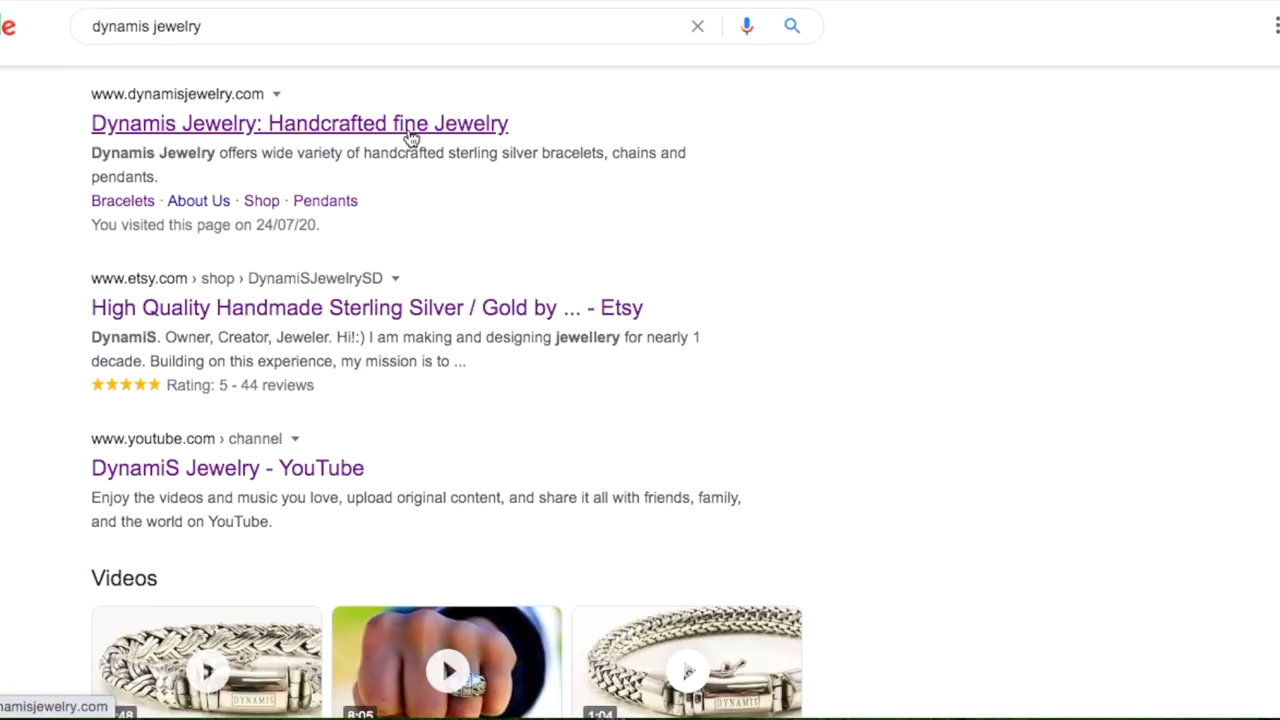 e
dynamis jewelry
www.dynamisjewelry.com
Dynamis Jewelry: Handcrafted fine Jewelry
Dynamis Jewelry offers wide variety of handcrafted sterling silver bracelets, chains and
pendants.
Bracelets · About Us · Shop · Pendants
You visited this page on 24/07/20.
www.etsy.com › shop › DynamiSJewelrySD
High Quality Handmade Sterling Silver / Gold by ... - Etsy
DynamiS. Owner, Creator, Jeweler. Hi!:) I am making and designing jewellery for nearly 1
decade. Building on this experience, my mission is to ...
Rating: 5 - 44 reviews
www.youtube.com › channel
DynamiS Jewelry - YouTube
Enjoy the videos and music you love, upload original content, and share it all with friends, family,
and the world on YouTube.
Videos
DYNAMIS
DYNAMIS
namisjewelry.com
:48
8:05
1:04